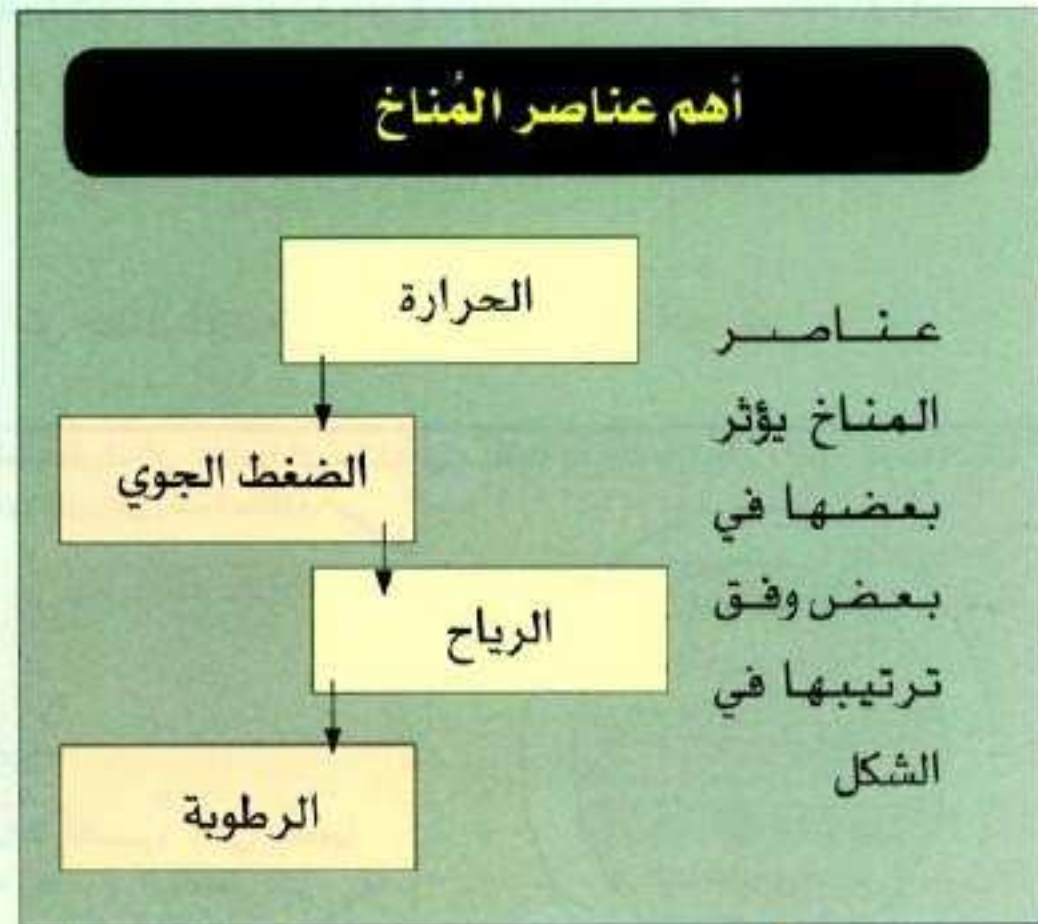 أهم عناصر المُناخ
الحرارة
الضغط الجوي
الرياح
الرطوبة
عناصر
المناخ يؤثر
بعضها في
بعض وفق
ترتيبها في
الشكل